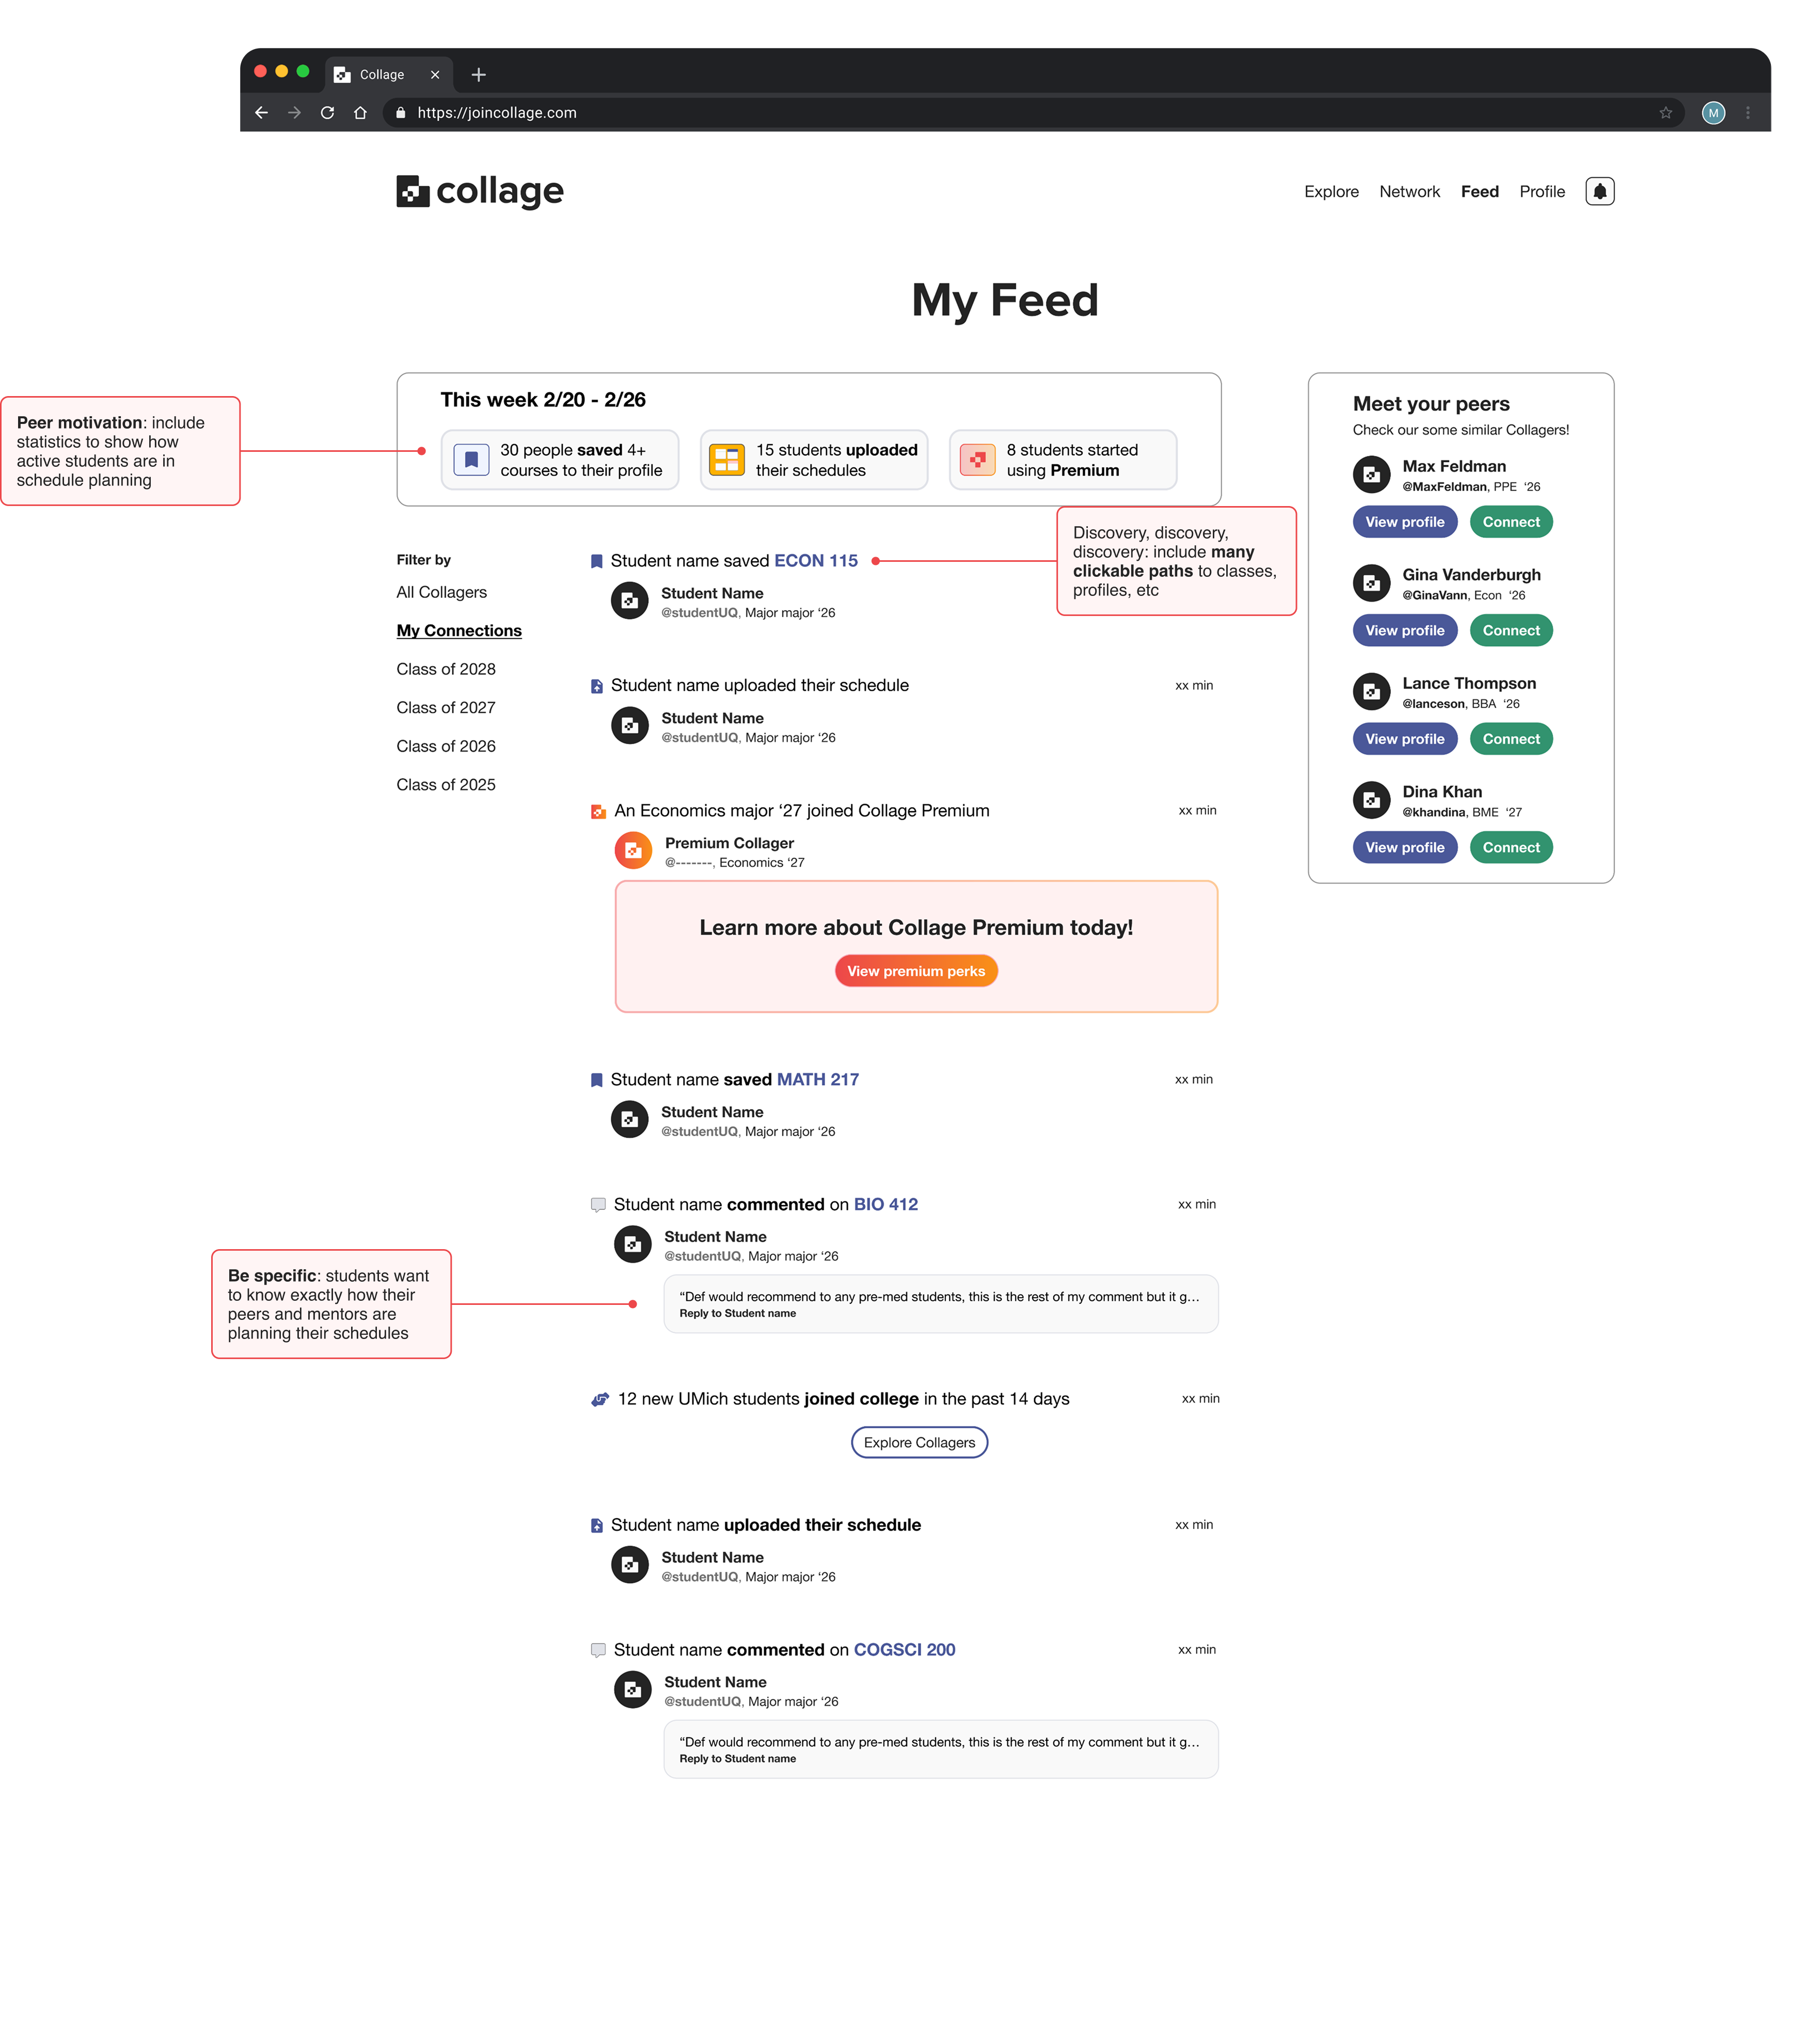 Collage
https://joincollage.com
M
collage
Explore
Network
Feed
Profile
My Feed
Peer motivation: include
statistics to show how
active students are in
schedule planning
This week 2/20 - 2/26
30 people saved 4+
courses to their profile
15 students uploaded
their schedules
8 students started
using Premium
Meet your peers
Check our some similar Collagers!
Max Feldman
@MaxFeldman, PPE ‘26
View profile
Connect
Gina Vanderburgh
@GinaVann, Econ ‘26
View profile
Connect
Lance Thompson
@lanceson, BBA ‘26
View profile
Connect
Dina Khan
@khandina, BME ‘27
View profile
Connect
Filter by
All Collagers
My Connections
Class of 2028
Class of 2027
Class of 2026
Class of 2025
Student name saved ECON 115
Student Name
@studentUQ, Major major ‘26
Discovery, discovery,
discovery: include many
clickable paths to classes,
profiles, etc
Student name uploaded their schedule
xx min
Student Name
@studentUQ, Major major ‘26
An Economics major ‘27 joined Collage Premium
xx min
Premium Collager
@-------, Economics ‘27
Learn more about Collage Premium today!
View premium perks
Student name saved MATH 217
xx min
Student Name
@studentUQ, Major major ‘26
Student name commented on BIO 412
xx min
Student Name
@studentUQ, Major major ‘26
“Def would recommend to any pre-med students, this is the rest of my comment but it g…
Reply to Student name
Be specific: students want
to know exactly how their
peers and mentors are
planning their schedules
12 new UMich students joined college in the past 14 days
xx min
Explore Collagers
Student name uploaded their schedule
xx min
Student Name
@studentUQ, Major major ‘26
Student name commented on COGSCI 200
xx min
Student Name
@studentUQ, Major major ‘26
“Def would recommend to any pre-med students, this is the rest of my comment but it g…
Reply to Student name